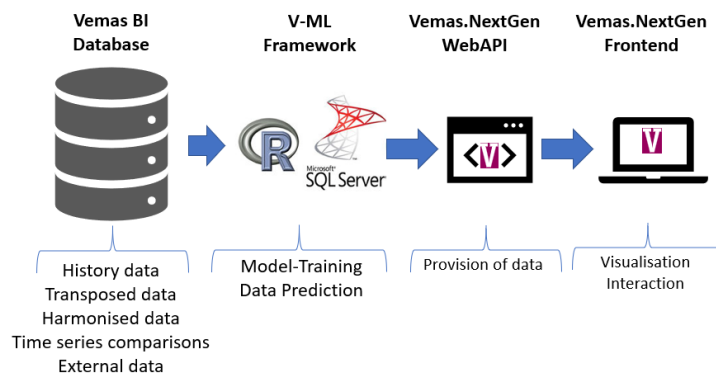 Vemas BI
Database
V-ML
Framework
Vemas.NextGen
WebAPI
Vemas.NextGen
Frontend
R
Microsoft
SQL Server
<V>
V
History data
Transposed data
Harmonised data
Time series comparisons
External data
Model-Training
Data Prediction
Provision of data
Visualisation
Interaction